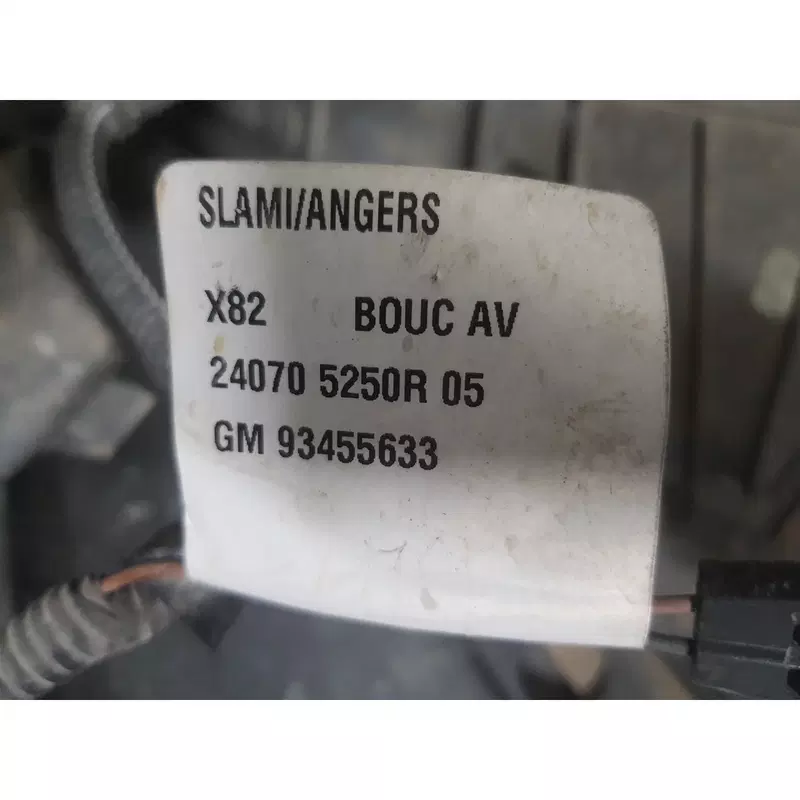 SLAMI/ANGERS
X82 BOUC AV
24070 5250R 05
GM 93455633